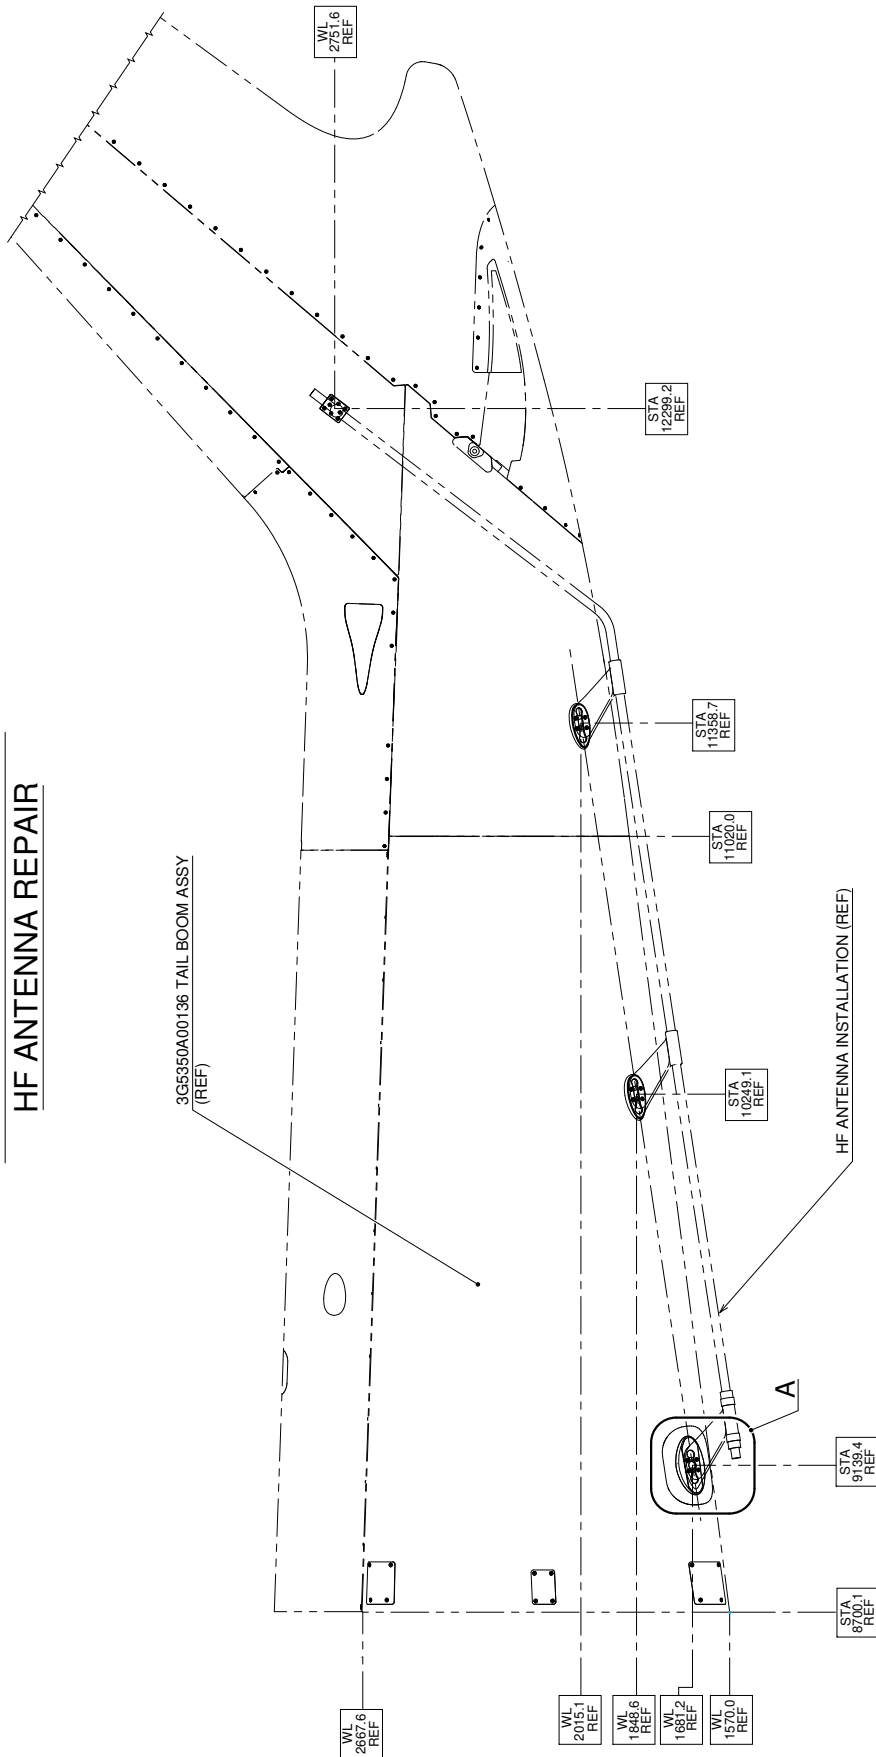 HF ANTENNA REPAIR
3G5350A00136 TAIL BOOM ASSY
(REF)
WL
2751.6
REF
STA
12299.2
REF
STA
11358.7
REF
STA
11020.0
REF
STA
10249.1
REF
HF ANTENNA INSTALLATION (REF)
A
STA
9139.4
REF
STA
8700.1
REF
WL
2667.6
REF
WL
2015.1
REF
WL
1848.6
REF
WL
1681.2
REF
WL
1570.0
REF